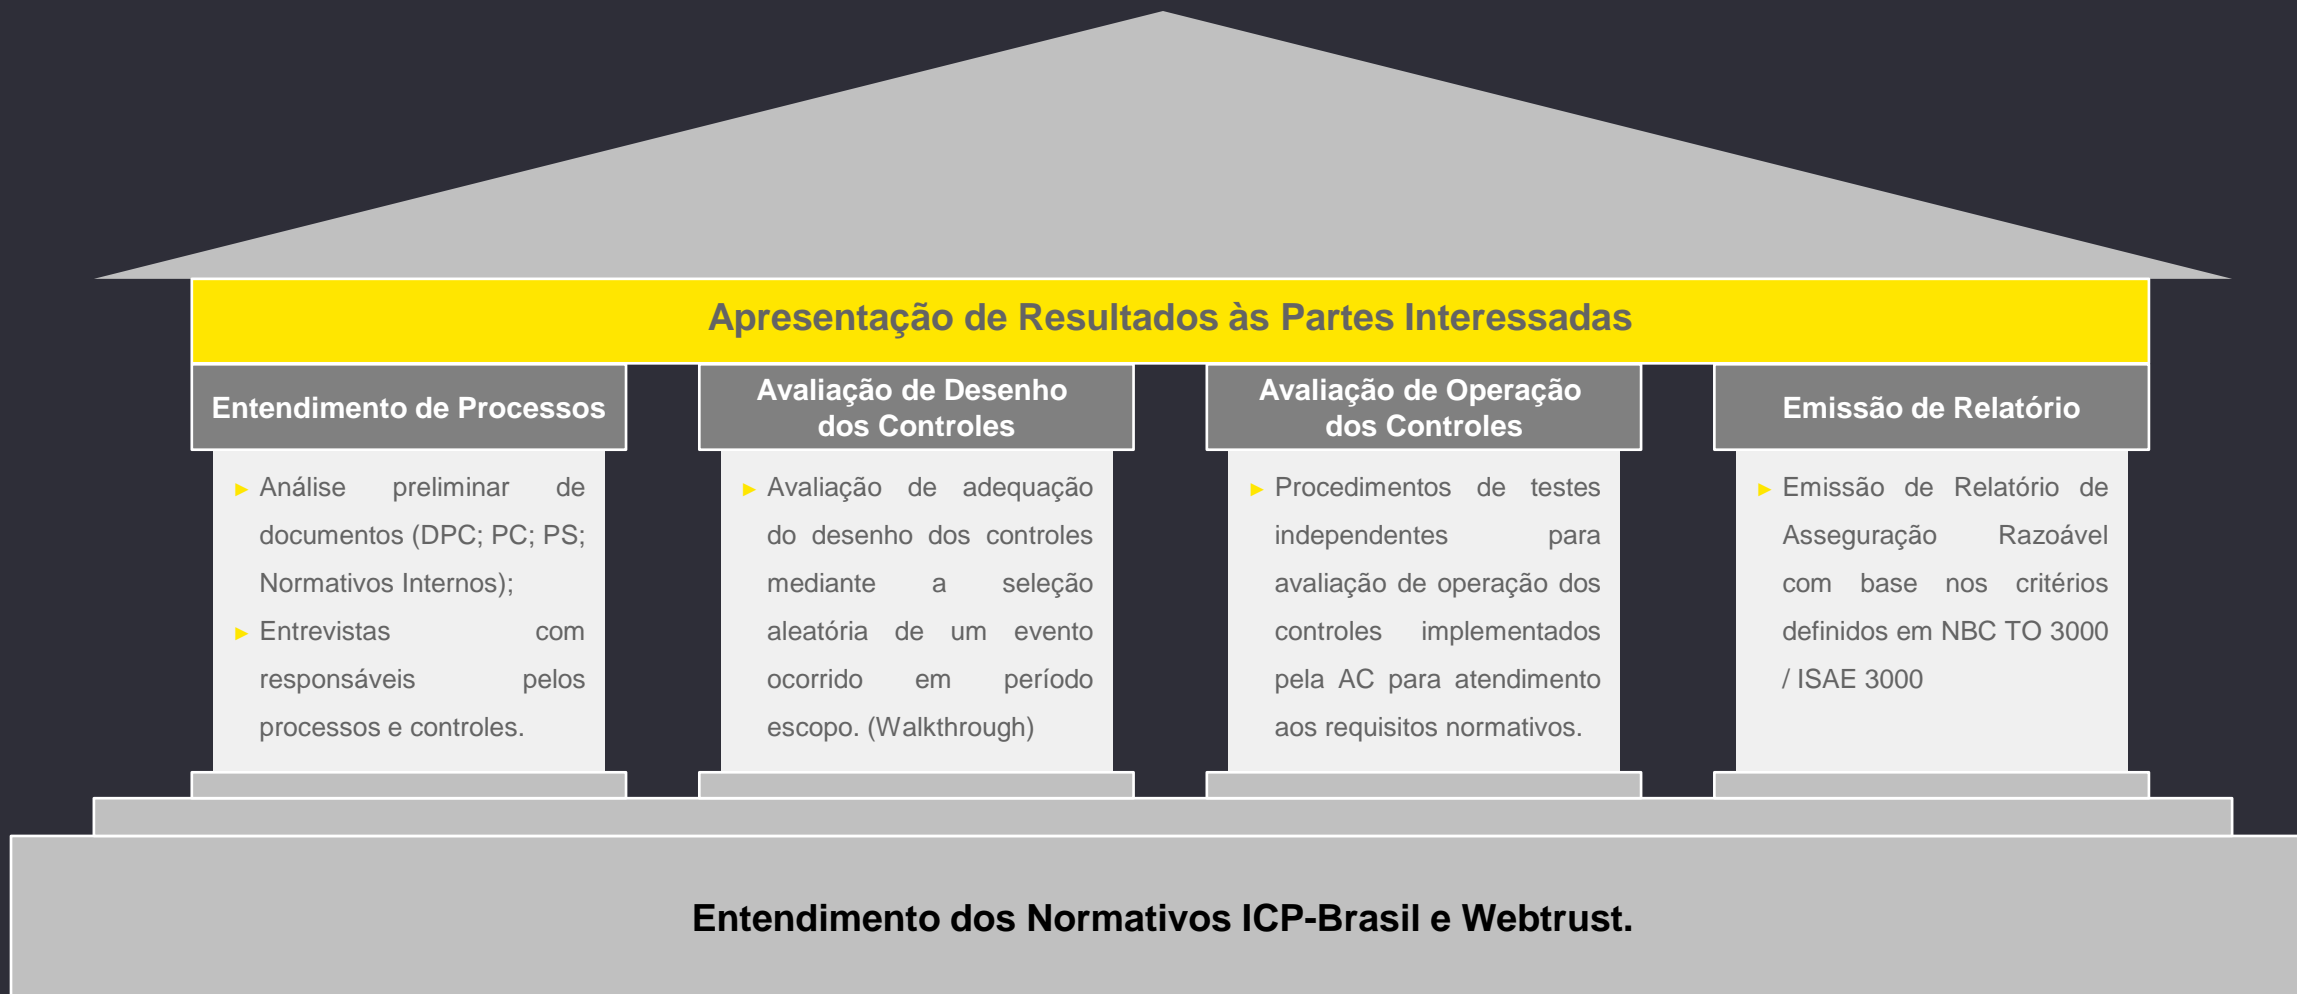 Apresentação de Resultados às Partes Interessadas
Entendimento de Processos
► Análise preliminar de
documentos (DPC; PC; PS;
Normativos Internos);
► Entrevistas com
responsáveis pelos
processos e controles.
Avaliação de Desenho
dos Controles
► Avaliação de adequação
do desenho dos controles
mediante a seleção
aleatória de um evento
ocorrido em período
escopo. (Walkthrough)
Avaliação de Operação
dos Controles
► Procedimentos de testes
independentes para
avaliação de operação dos
controles implementados
pela AC para atendimento
aos requisitos normativos.
Emissão de Relatório
► Emissão de Relatório de
Asseguração Razoável
com base nos critérios
definidos em NBC TO 3000
/ ISAE 3000
Entendimento dos Normativos ICP-Brasil e Webtrust.